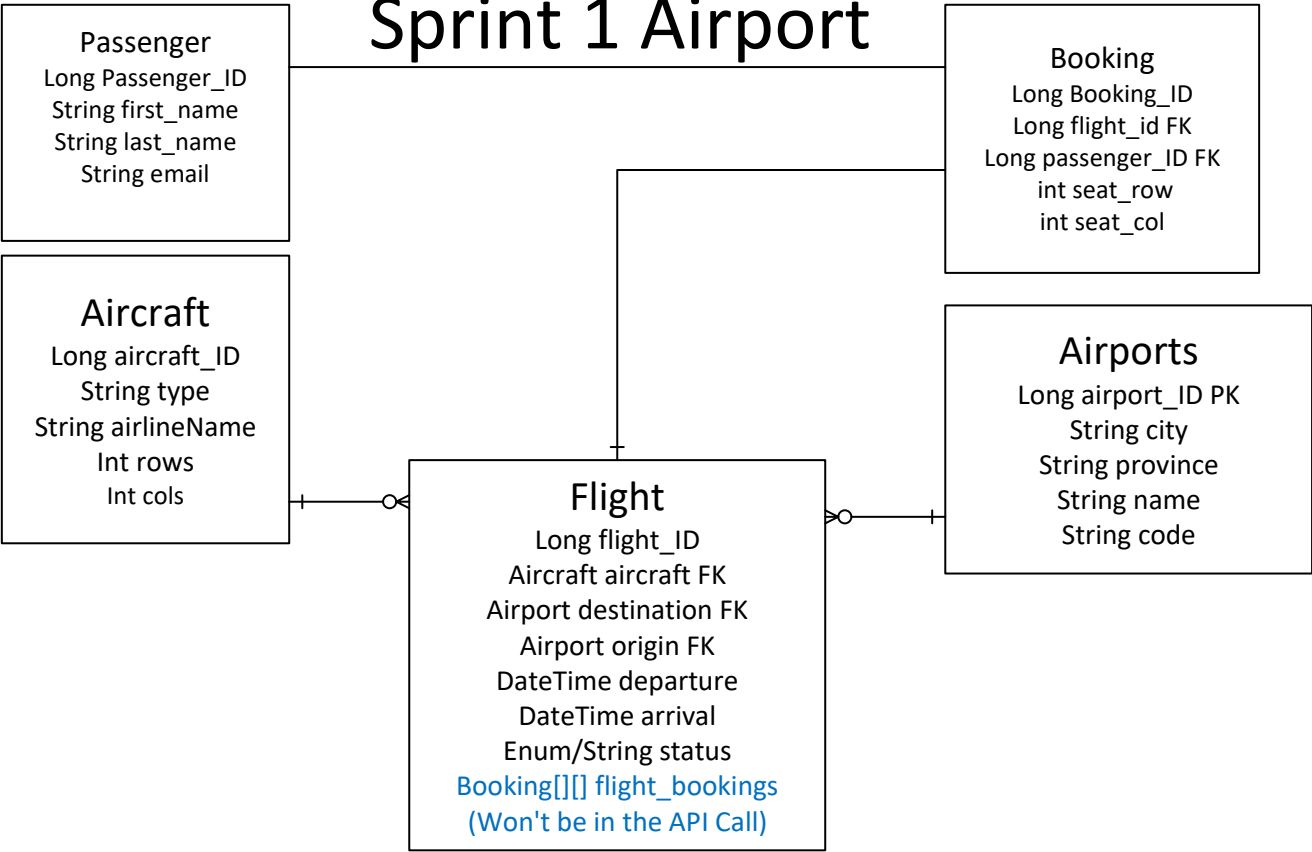 Sprint 1 Airport
Passenger
Long Passenger_ID
String first_name
String last_name
String email
Booking
Long Booking_ID
Long flight_id FK
Long passenger_ID FK
int seat_row
int seat_col
Aircraft
Long aircraft_ID
String type
String airlineName
Int rows
Int cols
Airports
Long airport_ID PK
String city
String province
String name
String code
Flight
Long flight_ID
Aircraft aircraft FK
Airport destination FK
Airport origin FK
DateTime departure
DateTime arrival
Enum/String status
Booking[][] flight_bookings
(Won't be in the API Call)